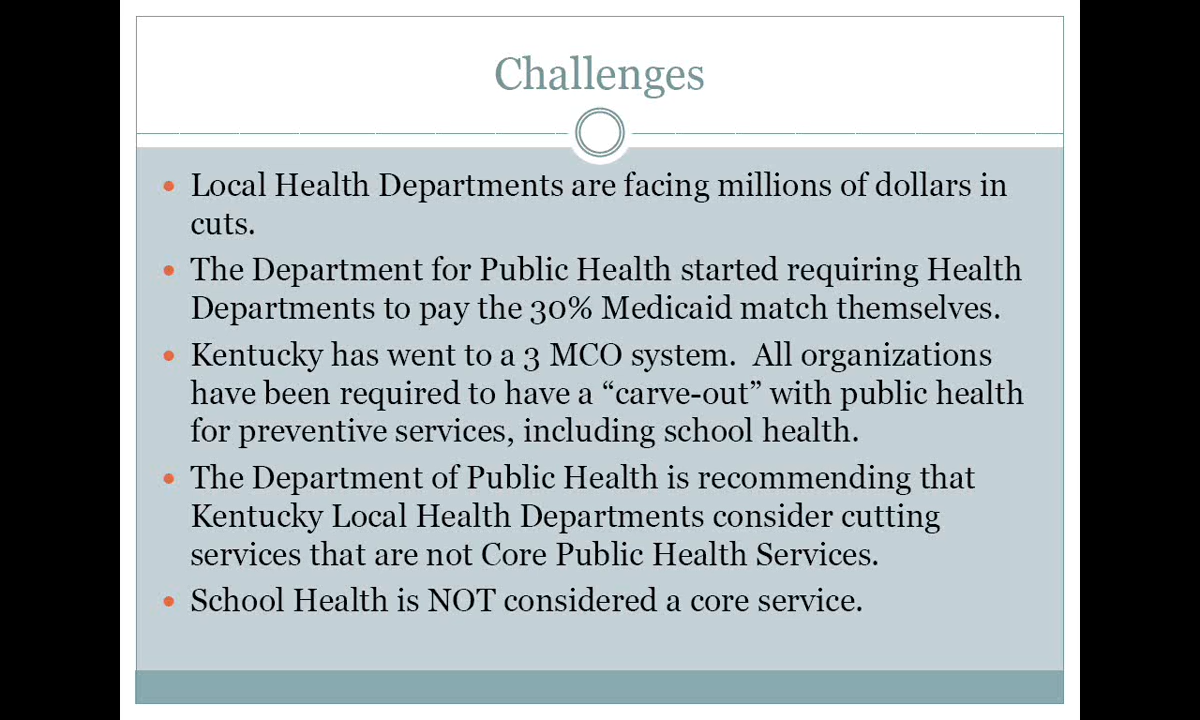 Challenges
• Local Health Departments are facing millions of dollars in
cuts.
• The Department for Public Health started requiring Health
Departments to pay the 30% Medicaid match themselves.
• Kentucky has went to a 3 MCO system.  All organizations
have been required to have a “carve-out” with public health
for preventive services, including school health.
• The Department of Public Health is recommending that
Kentucky Local Health Departments consider cutting
services that are not Core Public Health Services.
• School Health is NOT considered a core service.